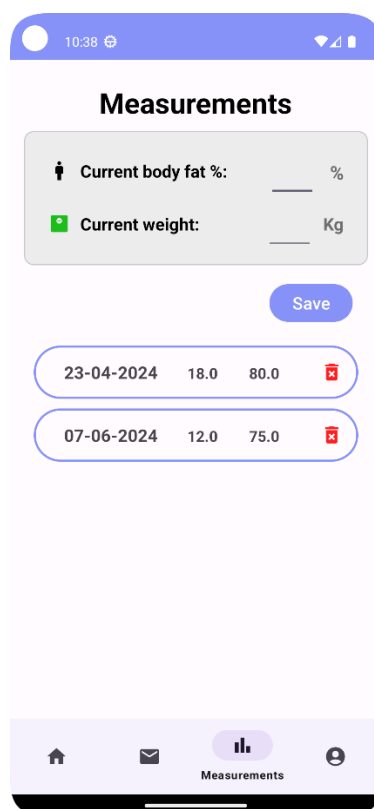 10:38
Measurements
Current body fat %: %
Current weight: Kg
Save
23-04-2024 18.0 80.0
07-06-2024 12.0 75.0
Measurements